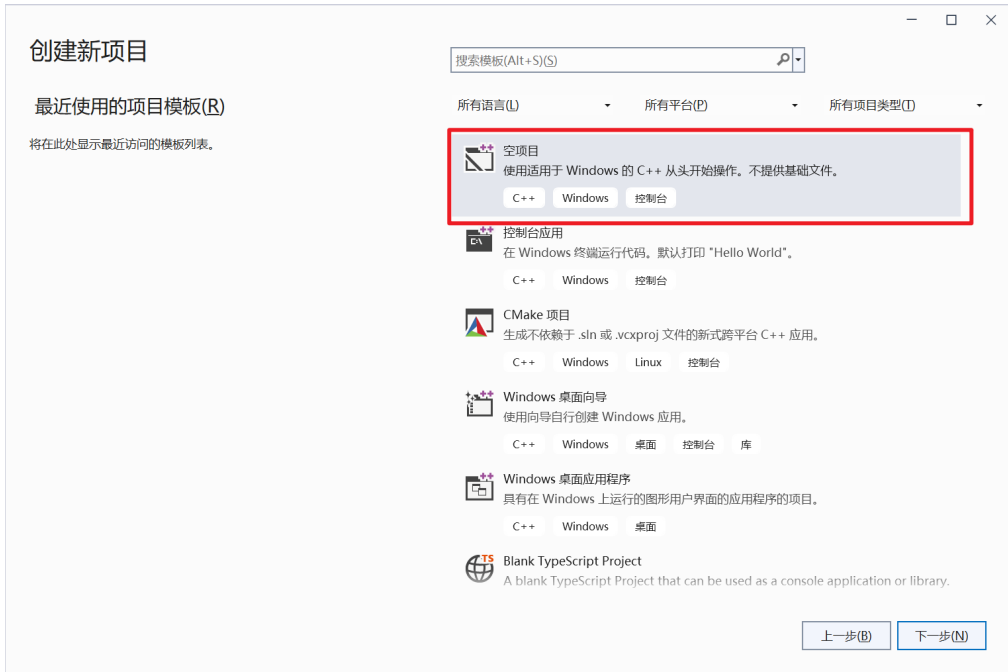 创建新项目
搜索模板(Alt+S)(S)
最近使用的项目模板(R)
将在此处显示最近访问的模板列表。
所有语言(L) 所有平台(P) 所有项目类型(T)
空项目
使用适用于 Windows 的 C++ 从头开始操作。不提供基础文件。
C++ Windows 控制台
控制台应用
在 Windows 终端运行代码。默认打印 "Hello World"。
C++ Windows 控制台
CMake 项目
生成不依赖于 .sln 或 .vcxproj 文件的新式跨平台 C++ 应用。
C++ Windows Linux 控制台
Windows 桌面向导
使用向导自行创建 Windows 应用。
C++ Windows 桌面 控制台 库
Windows 桌面应用程序
具有在 Windows 上运行的图形用户界面的应用程序的项目。
C++ Windows 桌面
Blank TypeScript Project
A blank TypeScript Project that can be used as a console application or library.
上一步(B) 下一步(N)